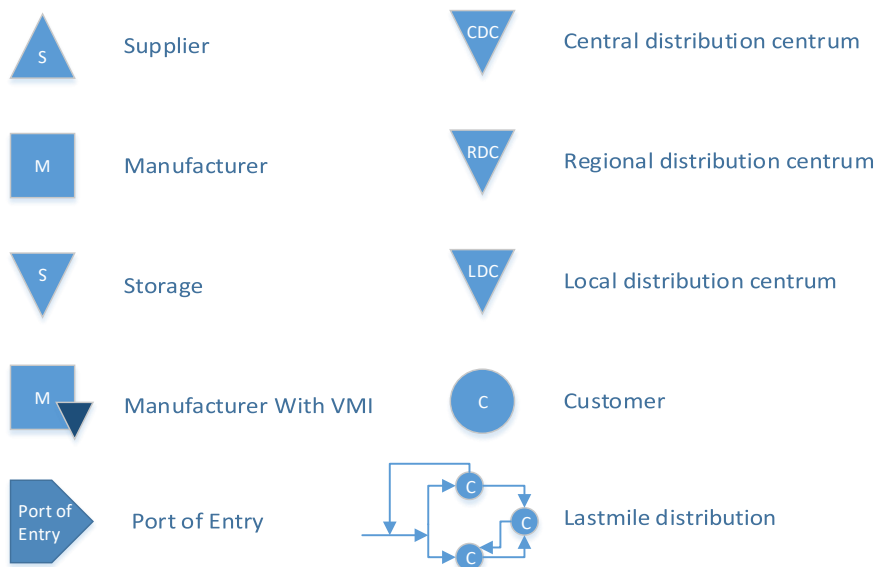 S
Supplier
CDC
Central distribution centrum
M
Manufacturer
RDC
Regional distribution centrum
S
Storage
LDC
Local distribution centrum
M
Manufacturer With VMI
C
Customer
Port of
Entry
Port of Entry
C
C
C
Lastmile distribution